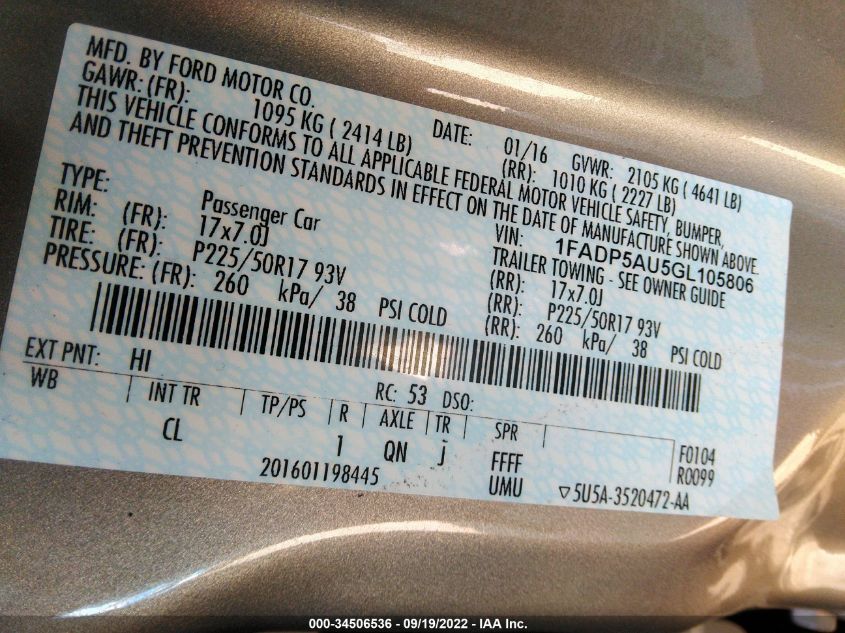 MFD. BY FORD MOTOR CO.
DATE: 01/16 GVWR: 2105 KG ( 4641 LB)
GAWR: (FR): 1095 KG ( 2414 LB) (RR): 1010 KG ( 2227 LB)
THIS VEHICLE CONFORMS TO ALL APPLICABLE FEDERAL MOTOR VEHICLE SAFETY, BUMPER,
AND THEFT PREVENTION STANDARDS IN EFFECT ON THE DATE OF MANUFACTURE SHOWN ABOVE.
VIN: 1FADP5AU5GL105806
TYPE: Passenger Car TRAILER TOWING - SEE OWNER GUIDE
RIM: (FR): 17x7.0J (RR): 17x7.0J
TIRE: (FR): P225/50R17 93V (RR): P225/50R17 93V
PRESSURE: (FR): 260 kPa/ 38 PSI COLD (RR): 260 kPa/ 38 PSI COLD
EXT PNT: HI RC: 53 DSO:
WB INT TR TP/PS R AXLE TR SPR
CL 1 QN j FFFF F0104
201601198445 UMU R0099
▽5U5A-3520472-AA
000-34506536 - 09/19/2022 - IAA Inc.